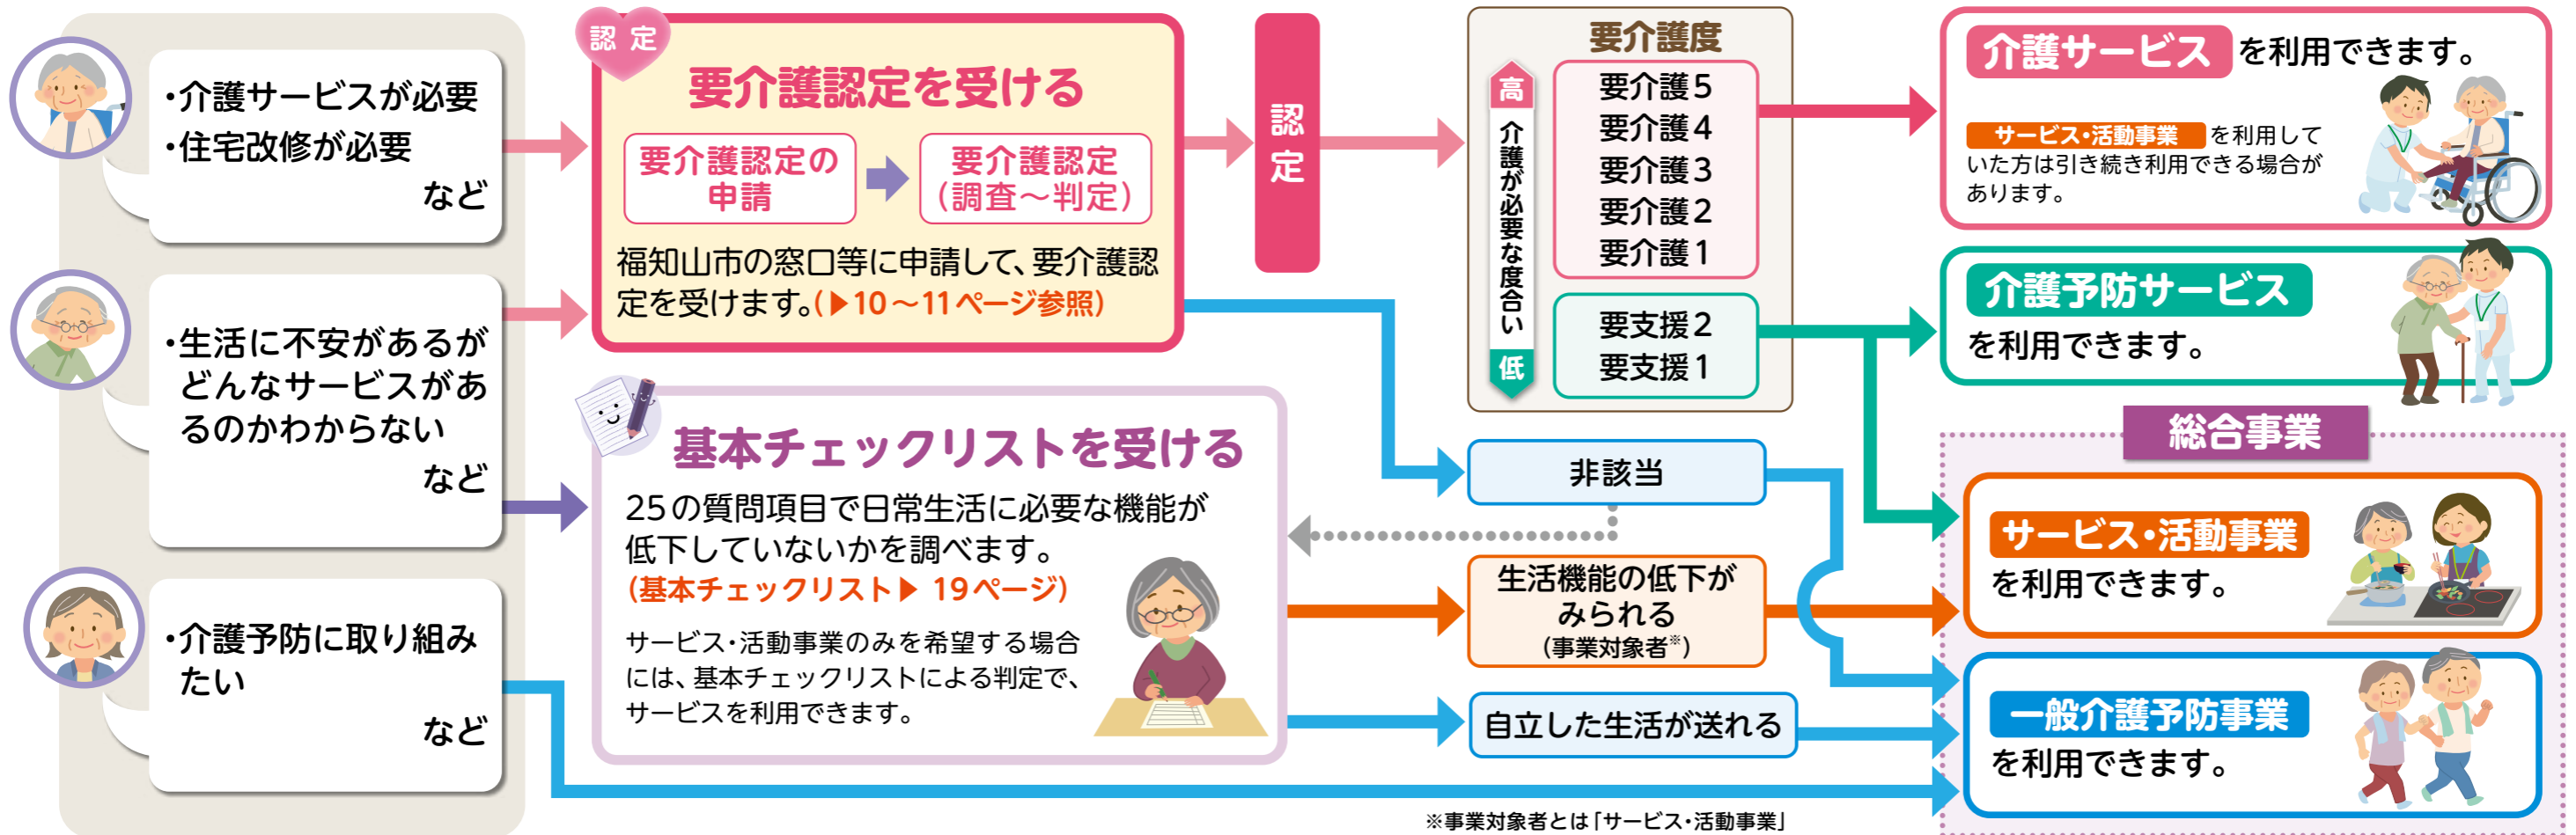 ・介護サービスが必要
・住宅改修が必要
など
・生活に不安があるが
どんなサービスがあ
るのかわからない
など
・介護予防に取り組み
たい
など
認定
要介護認定を受ける
要介護認定の
申請
要介護認定
(調査～判定)
福知山市の窓口等に申請して、要介護認
定を受けます。(▶10～11ページ参照)
基本チェックリストを受ける
25の質問項目で日常生活に必要な機能が
低下していないかを調べます。
(基本チェックリスト▶ 19ページ)
サービス・活動事業のみを希望する場合
には、基本チェックリストによる判定で、
サービスを利用できます。
認定
要介護度
高
介護が必要な度合い
低
要介護5
要介護4
要介護3
要介護2
要介護1
要支援2
要支援1
非該当
生活機能の低下が
みられる
(事業対象者※)
自立した生活が送れる
介護サービス を利用できます。
サービス・活動事業 を利用して
いた方は引き続き利用できる場合が
あります。
介護予防サービス
を利用できます。
総合事業
サービス・活動事業
を利用できます。
一般介護予防事業
を利用できます。
※事業対象者とは「サービス・活動事業」